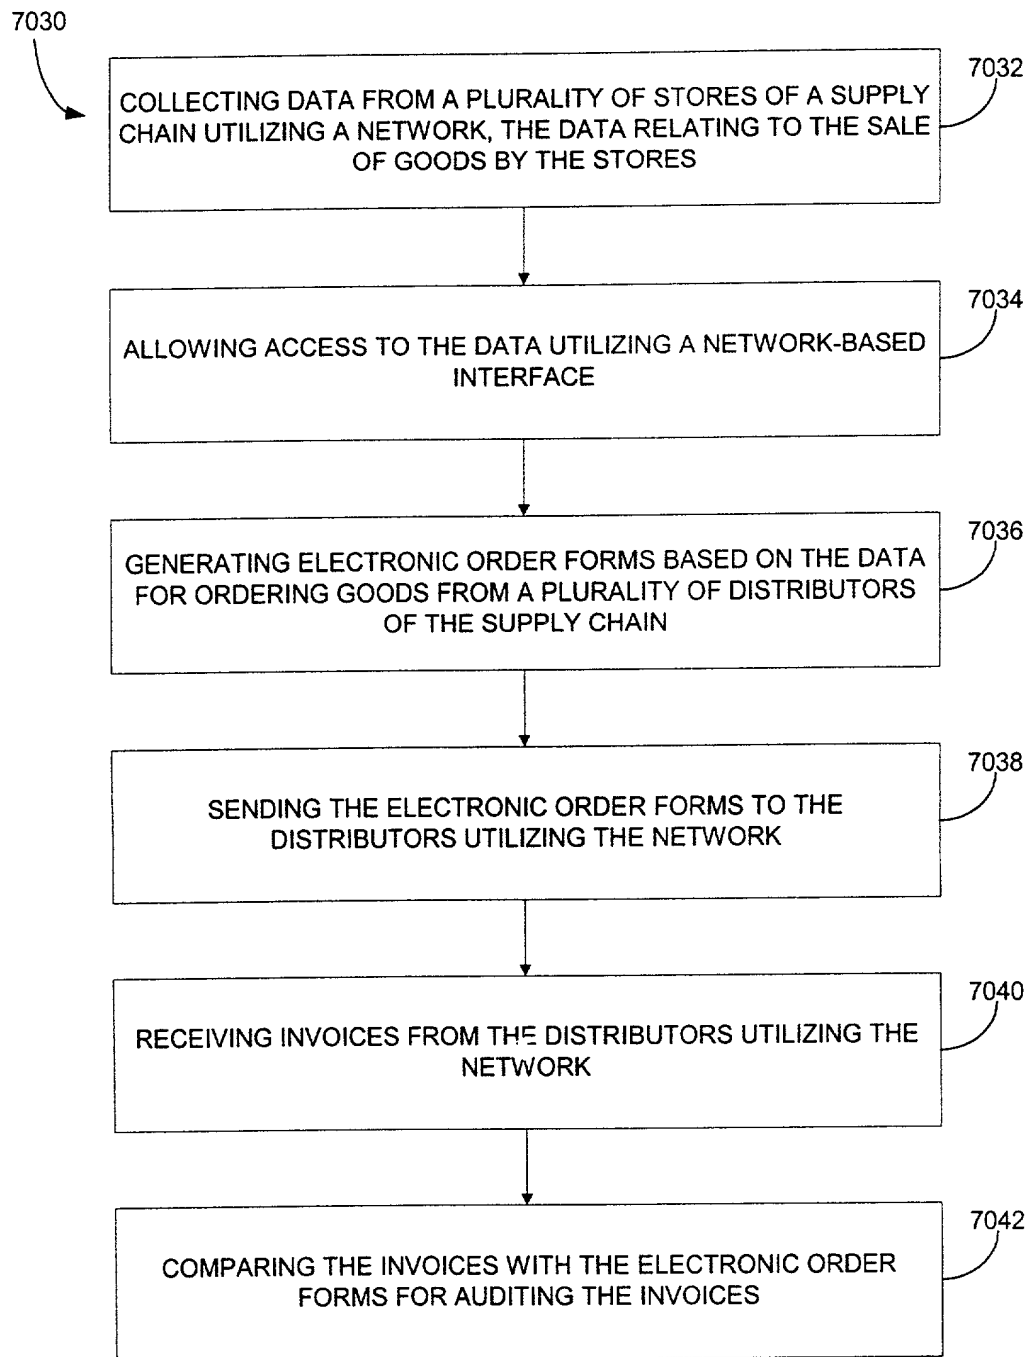 7030
7032
COLLECTING DATA FROM A PLURALITY OF STORES OF A SUPPLY
CHAIN UTILIZING A NETWORK, THE DATA RELATING TO THE SALE
OF GOODS BY THE STORES
7034
ALLOWING ACCESS TO THE DATA UTILIZING A NETWORK-BASED
INTERFACE
7036
GENERATING ELECTRONIC ORDER FORMS BASED ON THE DATA
FOR ORDERING GOODS FROM A PLURALITY OF DISTRIBUTORS
OF THE SUPPLY CHAIN
7038
SENDING THE ELECTRONIC ORDER FORMS TO THE
DISTRIBUTORS UTILIZING THE NETWORK
7040
RECEIVING INVOICES FROM THE DISTRIBUTORS UTILIZING THE
NETWORK
7042
COMPARING THE INVOICES WITH THE ELECTRONIC ORDER
FORMS FOR AUDITING THE INVOICES